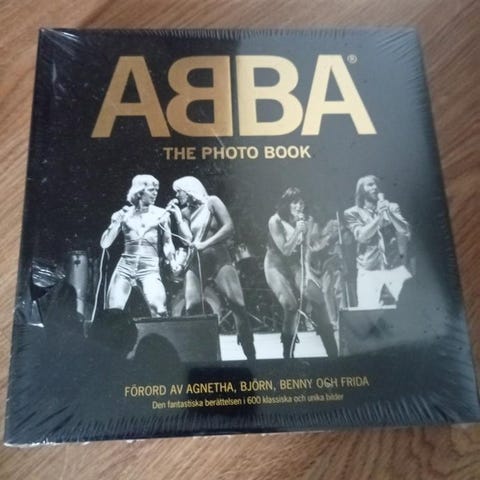 ABBA®
THE PHOTO BOOK
FÖRORD AV AGNETHA, BJÖRN, BENNY OCH FRIDA
Den fantastiska berättelsen i 600 klassiska och unika bilder